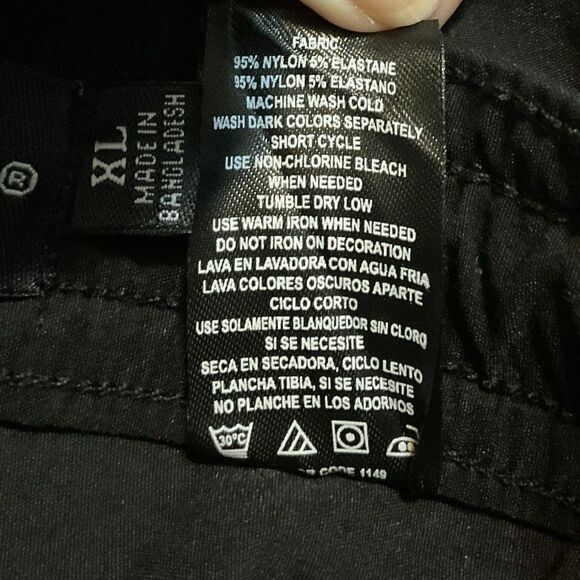 ®
XL
MADE IN
BANGLADESH
FABRIC
95% NYLON 5% ELASTANE
95% NYLON 5% ELASTANO
MACHINE WASH COLD
WASH DARK COLORS SEPARATELY
SHORT CYCLE
USE NON-CHLORINE BLEACH
WHEN NEEDED
TUMBLE DRY LOW
USE WARM IRON WHEN NEEDED
DO NOT IRON ON DECORATION
LAVA EN LAVADORA CON AGUA FRIA
LAVA COLORES OSCUROS APARTE
CICLO CORTO
USE SOLAMENTE BLANQUEDOR SIN CLORO
SI SE NECESITE
SECA EN SECADORA, CICLO LENTO
PLANCHA TIBIA, SI SE NECESITE
NO PLANCHE EN LOS ADORNOS
30°C
CODE 1149